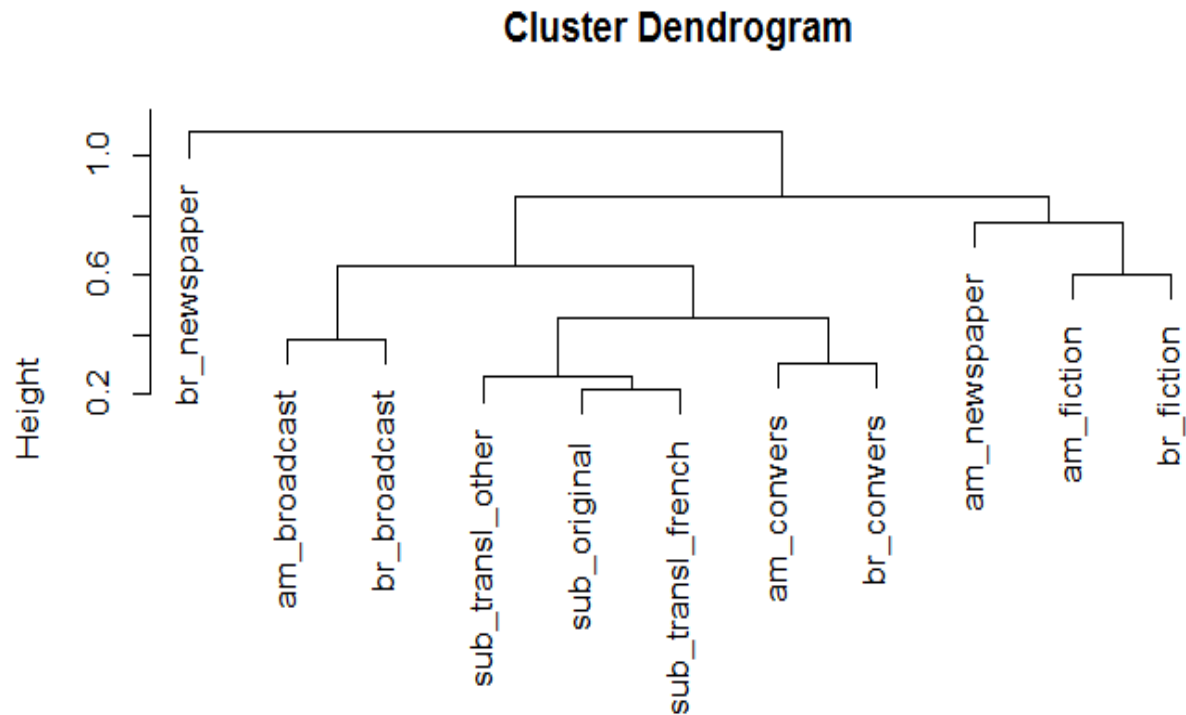 Cluster Dendrogram
Height
1.0
0.6
0.2
br_newspaper
am_broadcast
br_broadcast
sub_transl_other
sub_original
sub_transl_french
am_convers
br_convers
am_newspaper
am_fiction
br_fiction